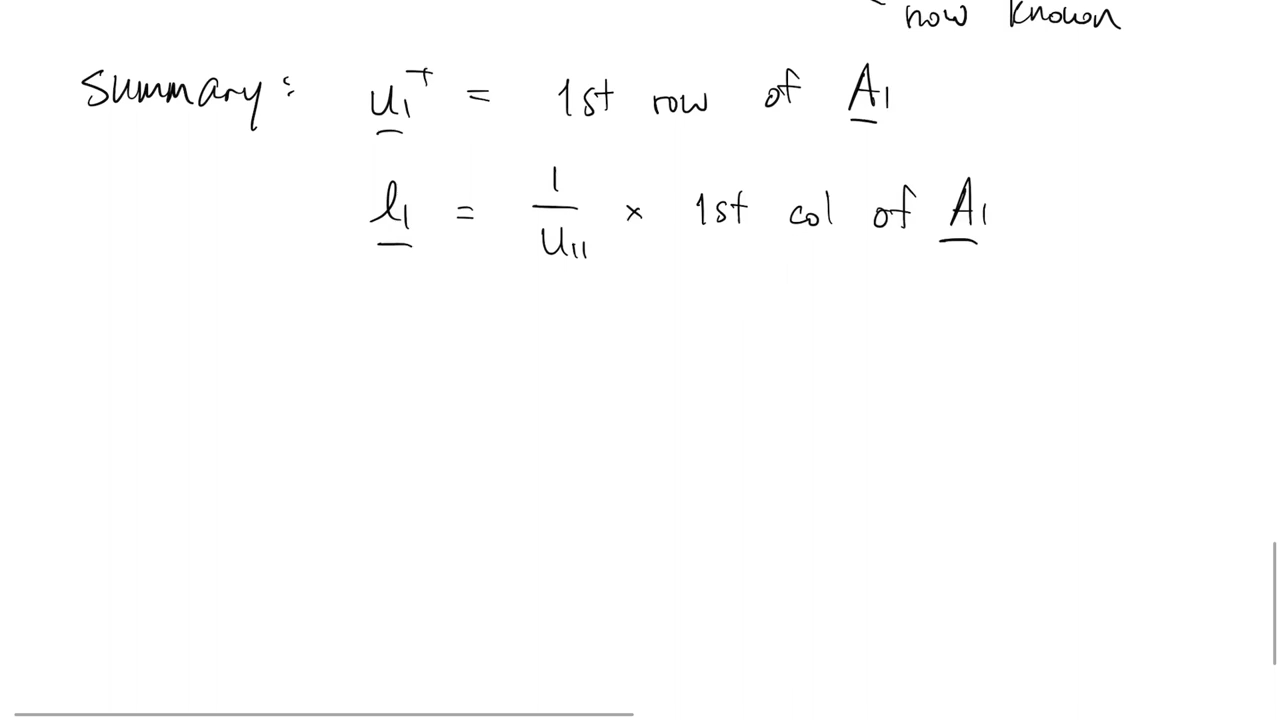 now known
Summary: u₁ᵀ = 1st row of A₁
l₁ = 1/u₁₁ × 1st col of A₁